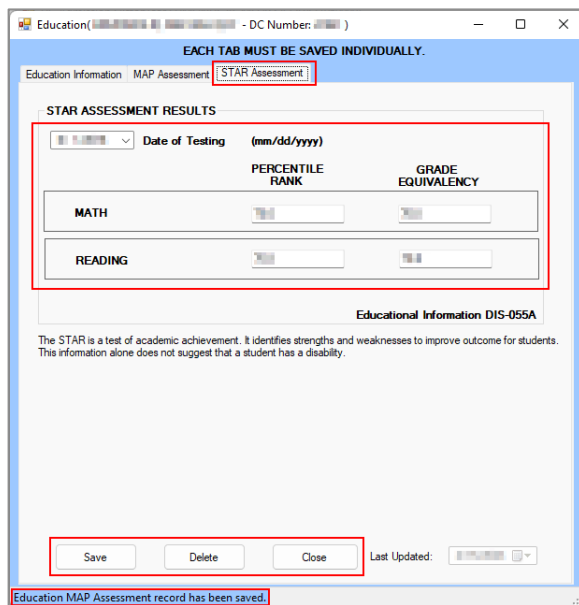 Education( - DC Number: )
EACH TAB MUST BE SAVED INDIVIDUALLY.
Education Information MAP Assessment STAR Assessment
STAR ASSESSMENT RESULTS
Date of Testing (mm/dd/yyyy)
PERCENTILE RANK GRADE EQUIVALENCY
MATH
READING
Educational Information DIS-055A
The STAR is a test of academic achievement. It identifies strengths and weaknesses to improve outcome for students.
This information alone does not suggest that a student has a disability.
Save Delete Close Last Updated:
Education MAP Assessment record has been saved.